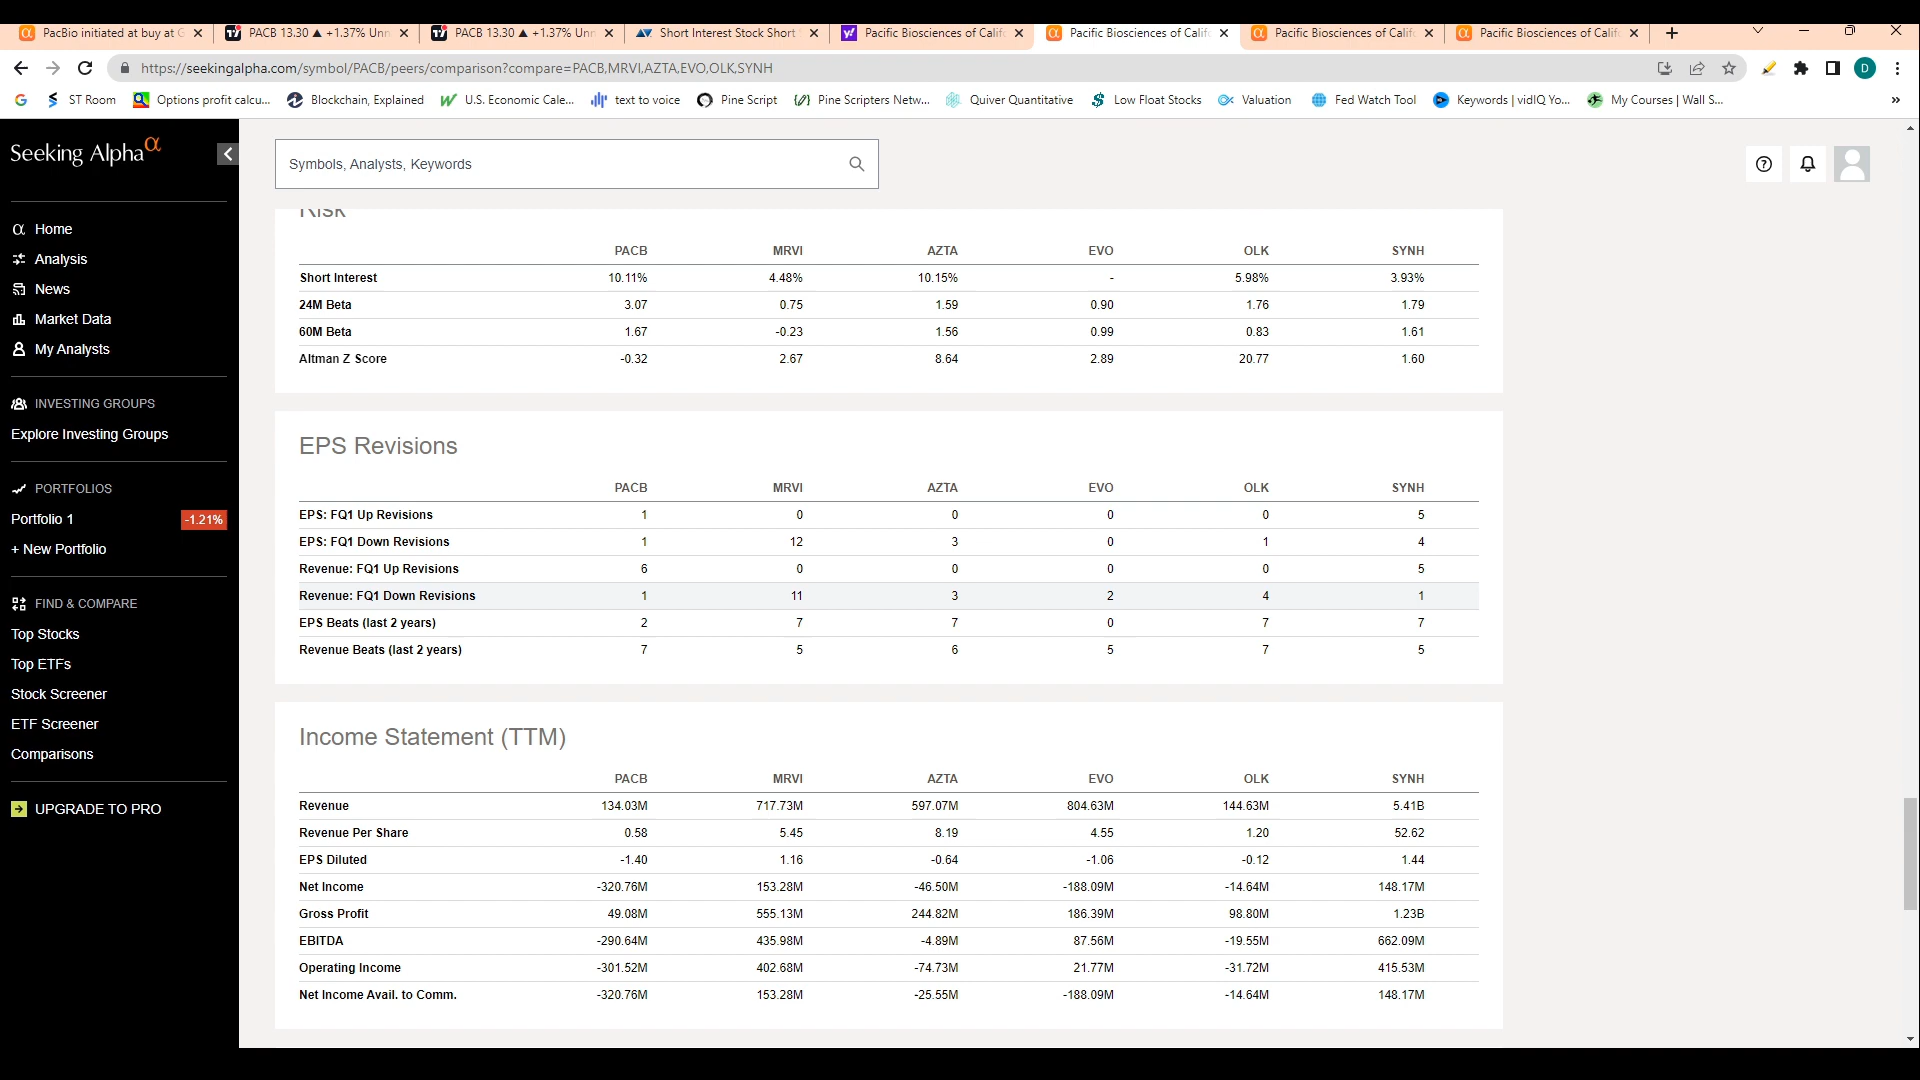 PacBio initiated at buy at G
PACB 13.30 ▲ +1.37% Unn
PACB 13.30 ▲ +1.37% Unn
Short Interest Stock Short
Pacific Biosciences of Calif
Pacific Biosciences of Calif
Pacific Biosciences of Calif
Pacific Biosciences of Calif
https://seekingalpha.com/symbol/PACB/peers/comparison?compare=PACB,MRVI,AZTA,EVO,OLK,SYNH
D
ST Room
Options profit calcu...
Blockchain, Explained
U.S. Economic Cale...
text to voice
Pine Script
Pine Scripters Netw...
Quiver Quantitative
Low Float Stocks
Valuation
Fed Watch Tool
Keywords | vidIQ Yo...
My Courses | Wall S...
Seeking Alpha α
Symbols, Analysts, Keywords
Home
Analysis
News
Market Data
My Analysts
INVESTING GROUPS
Explore Investing Groups
PORTFOLIOS
Portfolio 1 -1.21%
+ New Portfolio
FIND & COMPARE
Top Stocks
Top ETFs
Stock Screener
ETF Screener
Comparisons
UPGRADE TO PRO
Risk
PACB MRVI AZTA EVO OLK SYNH
Short Interest 10.11% 4.48% 10.15% - 5.98% 3.93%
24M Beta 3.07 0.75 1.59 0.90 1.76 1.79
60M Beta 1.67 -0.23 1.56 0.99 0.83 1.61
Altman Z Score -0.32 2.67 8.64 2.89 20.77 1.60
EPS Revisions
PACB MRVI AZTA EVO OLK SYNH
EPS: FQ1 Up Revisions 1 0 0 0 0 5
EPS: FQ1 Down Revisions 1 12 3 0 1 4
Revenue: FQ1 Up Revisions 6 0 0 0 0 5
Revenue: FQ1 Down Revisions 1 11 3 2 4 1
EPS Beats (last 2 years) 2 7 7 0 7 7
Revenue Beats (last 2 years) 7 5 6 5 7 5
Income Statement (TTM)
PACB MRVI AZTA EVO OLK SYNH
Revenue 134.03M 717.73M 597.07M 804.63M 144.63M 5.41B
Revenue Per Share 0.58 5.45 8.19 4.55 1.20 52.62
EPS Diluted -1.40 1.16 -0.64 -1.06 -0.12 1.44
Net Income -320.76M 153.28M -46.50M -188.09M -14.64M 148.17M
Gross Profit 49.08M 555.13M 244.82M 186.39M 98.80M 1.23B
EBITDA -290.64M 435.98M -4.89M 87.56M -19.55M 662.09M
Operating Income -301.52M 402.68M -74.73M 21.77M -31.72M 415.53M
Net Income Avail. to Comm. -320.76M 153.28M -25.55M -188.09M -14.64M 148.17M